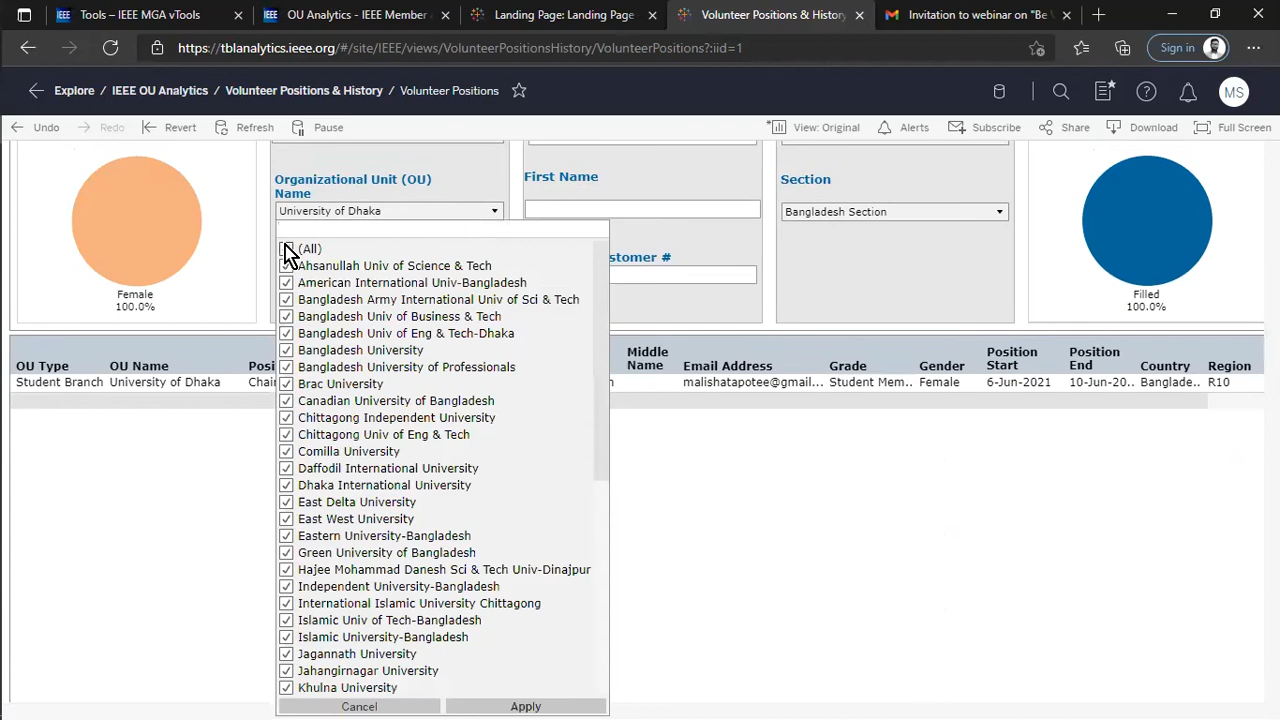 Tools – IEEE MGA vTools
OU Analytics - IEEE Member A
Landing Page: Landing Page
Volunteer Positions & History
Invitation to webinar on "Be
https://tblanalytics.ieee.org/#/site/IEEE/views/VolunteerPositionsHistory/VolunteerPositions?:iid=1
Sign in
Explore / IEEE OU Analytics / Volunteer Positions & History / Volunteer Positions
MS
Undo Redo Revert Refresh Pause View: Original Alerts Subscribe Share Download Full Screen
Female
100.0%
Organizational Unit (OU)
Name
University of Dhaka
First Name
Section
Bangladesh Section
stomer #
Filled
100.0%
(All)
Ahsanullah Univ of Science & Tech
American International Univ-Bangladesh
Bangladesh Army International Univ of Sci & Tech
Bangladesh Univ of Business & Tech
Bangladesh Univ of Eng & Tech-Dhaka
Bangladesh University
Bangladesh University of Professionals
Brac University
Canadian University of Bangladesh
Chittagong Independent University
Chittagong Univ of Eng & Tech
Comilla University
Daffodil International University
Dhaka International University
East Delta University
East West University
Eastern University-Bangladesh
Green University of Bangladesh
Hajee Mohammad Danesh Sci & Tech Univ-Dinajpur
Independent University-Bangladesh
International Islamic University Chittagong
Islamic Univ of Tech-Bangladesh
Islamic University-Bangladesh
Jagannath University
Jahangirnagar University
Khulna University
Cancel Apply
OU Type OU Name Posi Middle Name Email Address Grade Gender Position Start Position End Country Region
Student Branch University of Dhaka Chair malishatapotee@gmail... Student Mem.. Female 6-Jun-2021 10-Jun-20.. Banglade.. R10